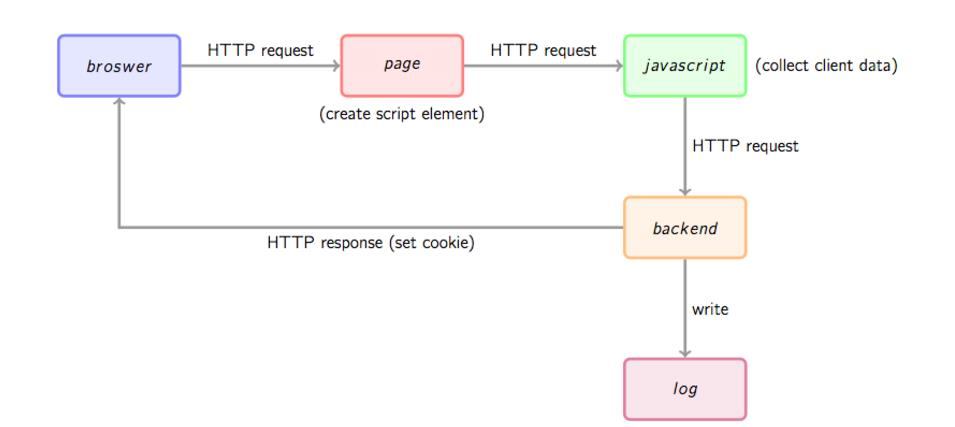 HTTP request
HTTP request
broswer
page
javascript
(collect client data)
(create script element)
HTTP request
backend
HTTP response (set cookie)
write
log